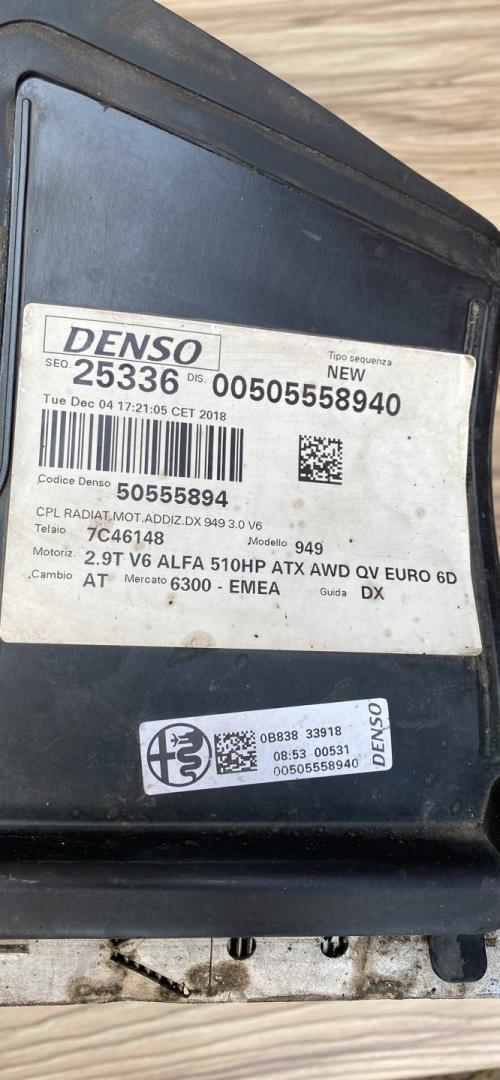 DENSO
Tipo sequenza
NEW
SEQ. 25336 DIS. 00505558940
Tue Dec 04 17:21:05 CET 2018
Codice Denso 50555894
CPL RADIAT.MOT.ADDIZ.DX 949 3.0 V6
Telaio 7C46148 Modello 949
Motoriz. 2.9T V6 ALFA 510HP ATX AWD QV EURO 6D
Cambio AT Mercato 6300 - EMEA Guida DX
0B838 33918
08:53 00531
00505558940
DENSO